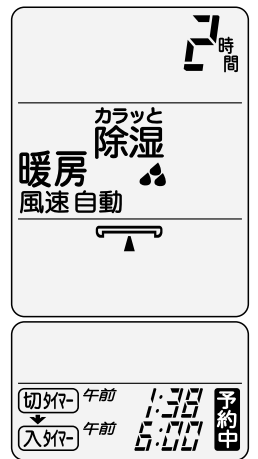 2時間
カラッと
除湿
暖房
風速自動
切タイマー 午前 1:38
入タイマー 午前 6:00
予約中